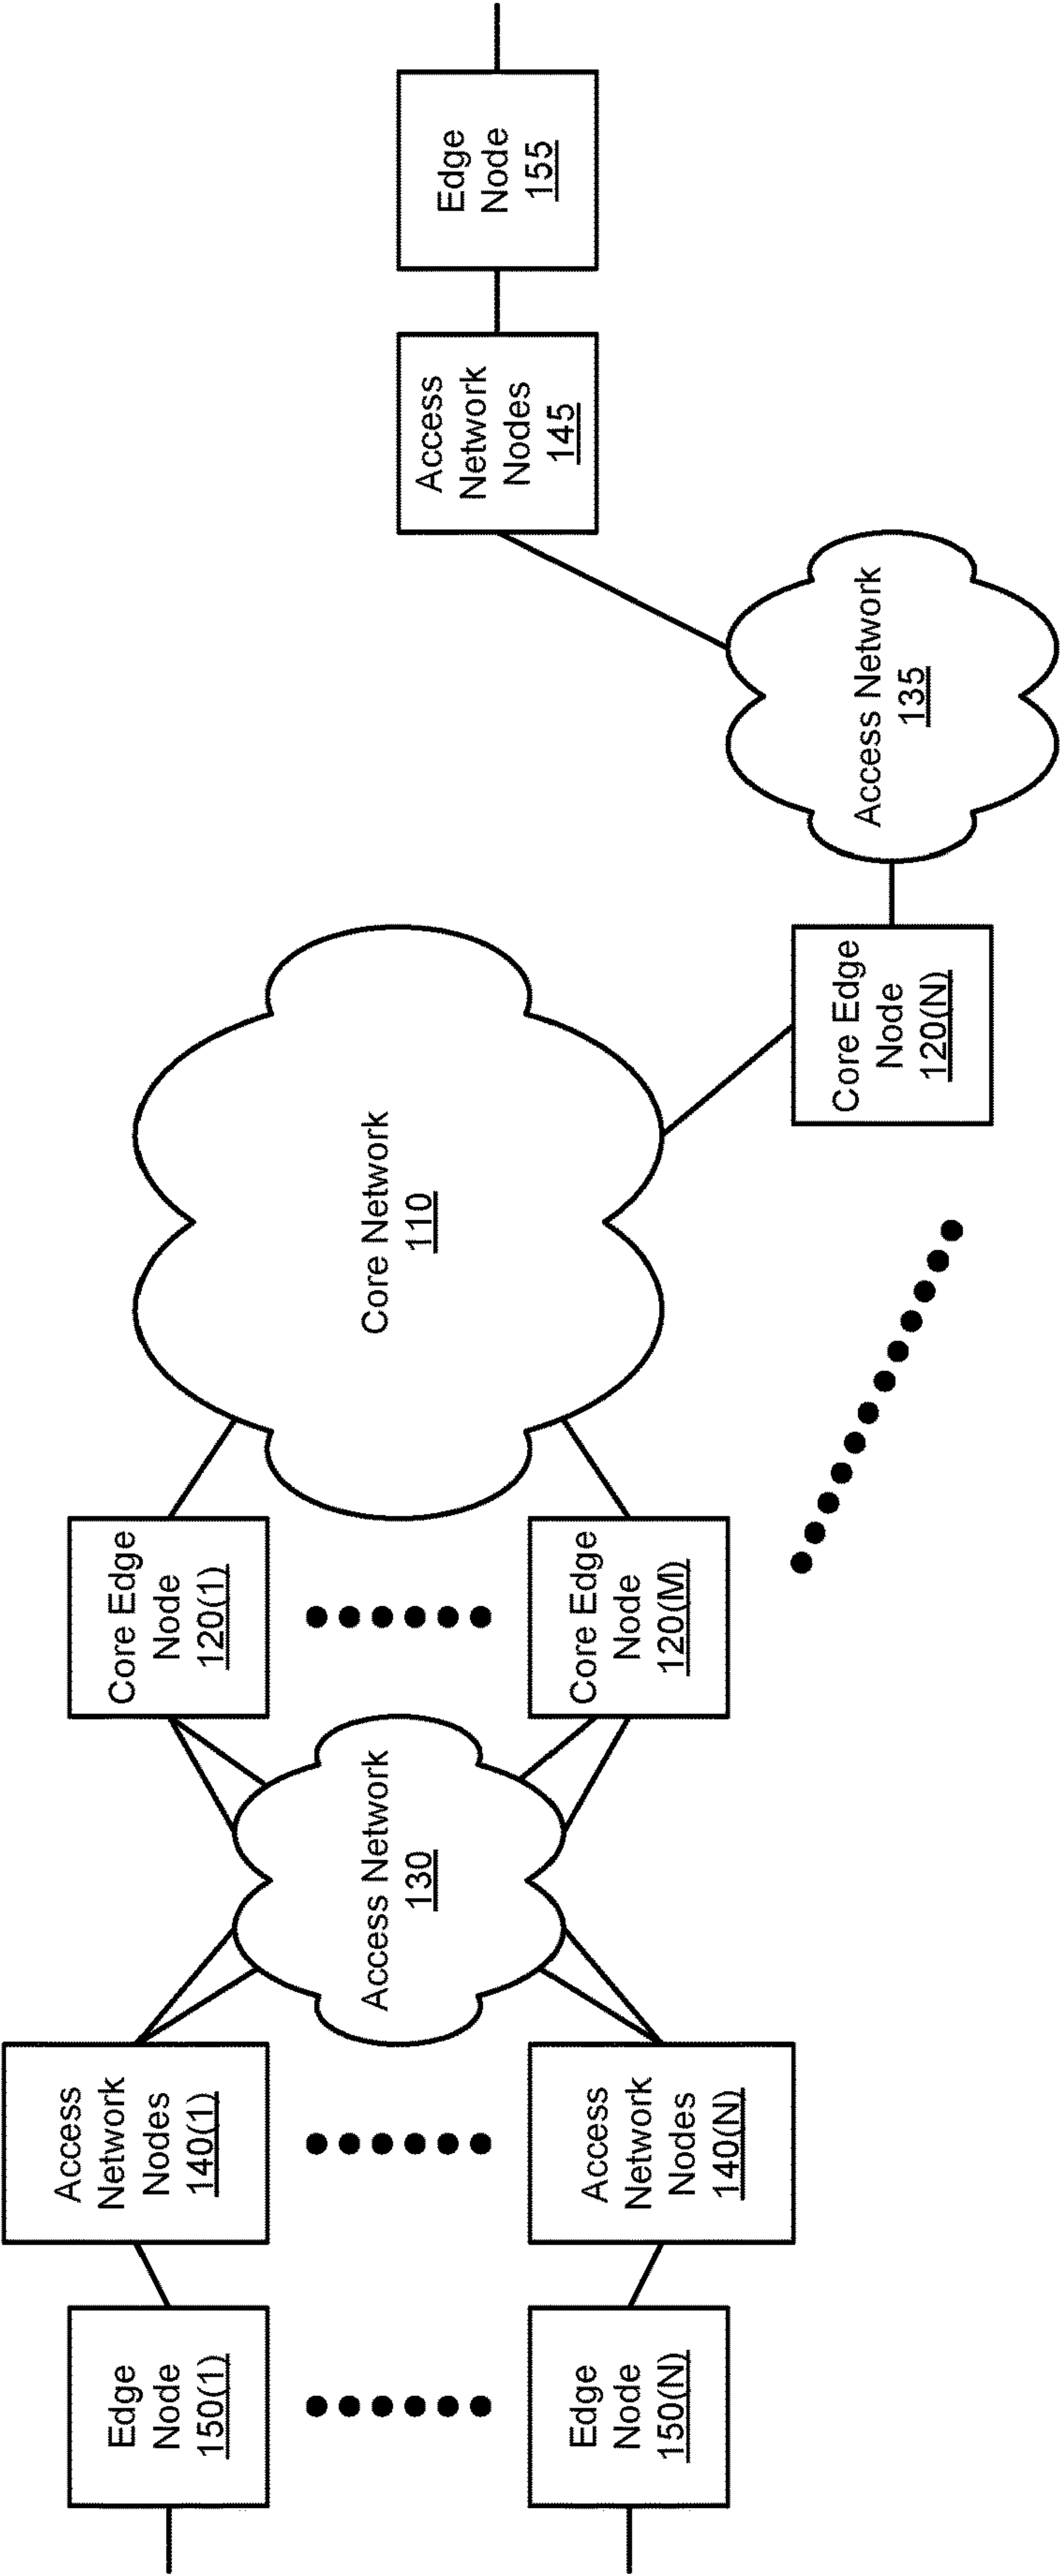 Edge
Node
150(1)
Access
Network
Nodes
140(1)
Core Edge
Node
120(1)
Access Network
130
Core Network
110
Edge
Node
150(N)
Access
Network
Nodes
140(N)
Core Edge
Node
120(M)
Core Edge
Node
120(N)
Access Network
135
Access
Network
Nodes
145
Edge
Node
155